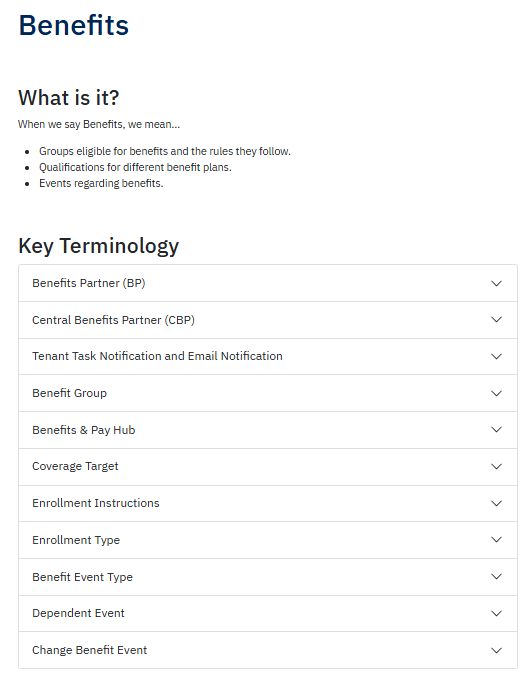 Benefits
What is it?
When we say Benefits, we mean...
Groups eligible for benefits and the rules they follow.
Qualifications for different benefit plans.
Events regarding benefits.
Key Terminology
Benefits Partner (BP)
Central Benefits Partner (CBP)
Tenant Task Notification and Email Notification
Benefit Group
Benefits & Pay Hub
Coverage Target
Enrollment Instructions
Enrollment Type
Benefit Event Type
Dependent Event
Change Benefit Event